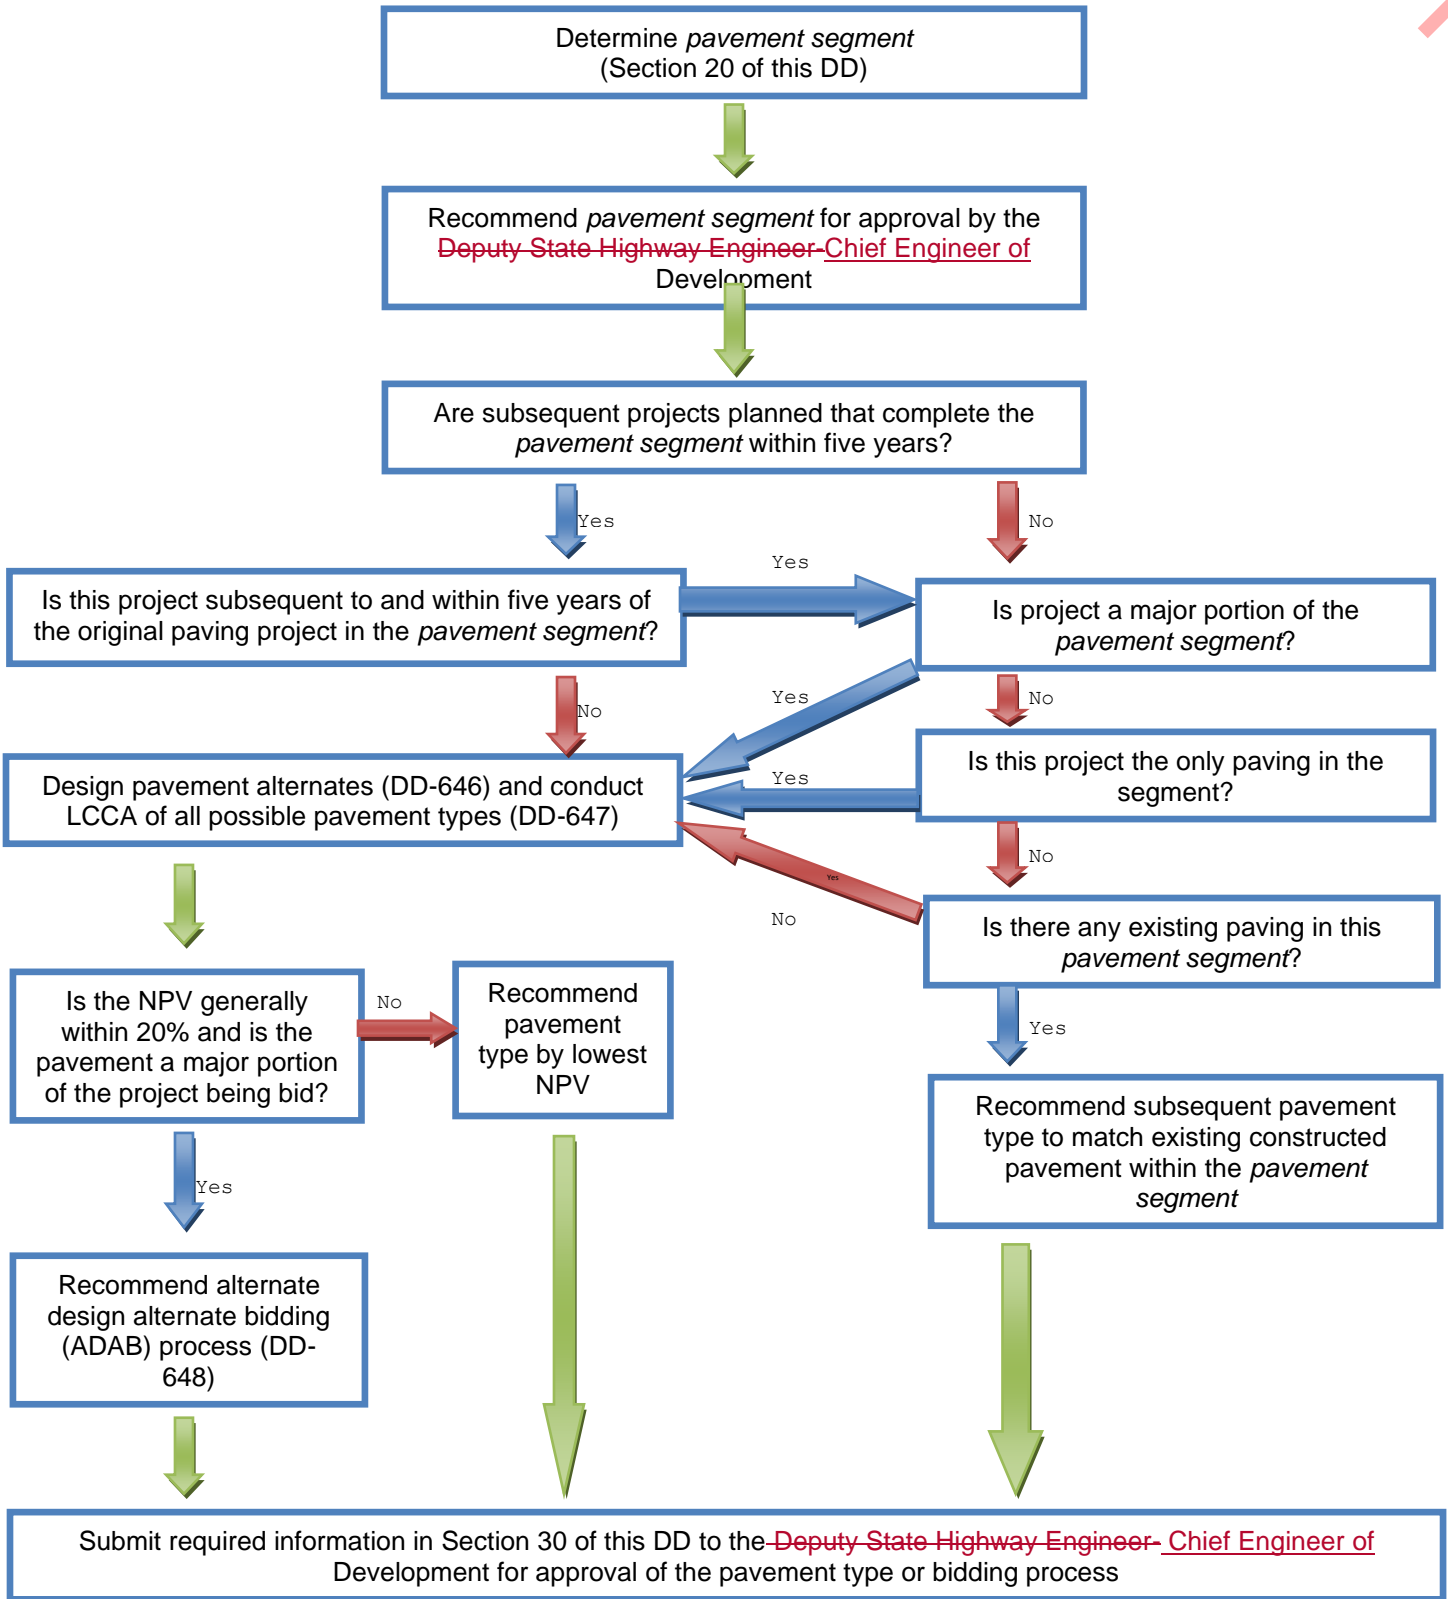 Determine pavement segment
(Section 20 of this DD)
Recommend pavement segment for approval by the
Deputy State Highway Engineer-Chief Engineer of
Development
Are subsequent projects planned that complete the
pavement segment within five years?
Yes
No
Is this project subsequent to and within five years of
the original paving project in the pavement segment?
Yes
Is project a major portion of the
pavement segment?
No
Yes
No
Design pavement alternates (DD-646) and conduct
LCCA of all possible pavement types (DD-647)
Yes
Is this project the only paving in the
segment?
No
Yes
No
Is there any existing paving in this
pavement segment?
Is the NPV generally
within 20% and is the
pavement a major portion
of the project being bid?
No
Recommend
pavement
type by lowest
NPV
Yes
Recommend subsequent pavement
type to match existing constructed
pavement within the pavement
segment
Yes
Recommend alternate
design alternate bidding
(ADAB) process (DD-
648)
Submit required information in Section 30 of this DD to the Deputy State Highway Engineer- Chief Engineer of
Development for approval of the pavement type or bidding process